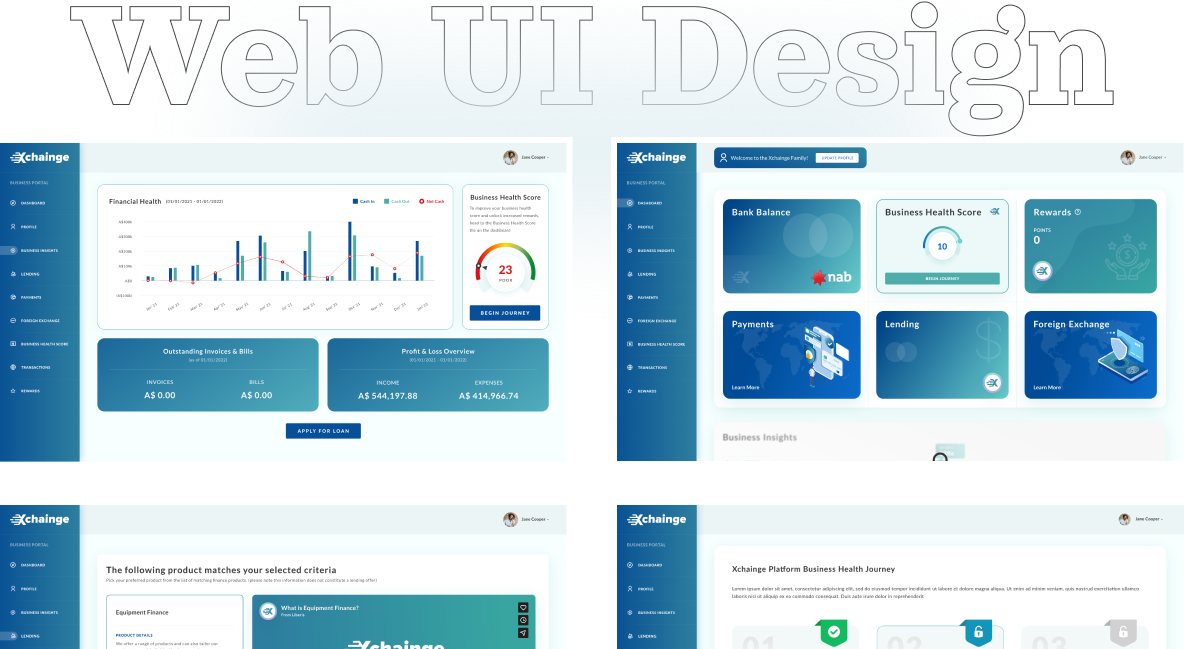 Web UI Design
Xchainge
Jane Cooper
BUSINESS PORTAL
DASHBOARD
PROFILE
BUSINESS INSIGHTS
LENDING
PAYMENTS
FOREIGN EXCHANGE
BUSINESS HEALTH SCORE
TRANSACTIONS
REWARDS
Financial Health (01/01/2021 - 01/01/2022)
Cash In Cash Out Net Cash
A$0
Jan '21 Feb '21 Mar '21 Apr '21 May '21 Jun '21 Jul '21 Aug '21 Nov '21 Dec '21 Jan '22
Business Health Score
To improve your business health
score and unlock increased rewards,
head to the Business Health Score
23
POOR
BEGIN JOURNEY
Outstanding Invoices & Bills
(as of 01/01/2022)
INVOICES BILLS
A$ 0.00 A$ 0.00
Profit & Loss Overview
(01/01/2021 - 01/01/2022)
INCOME EXPENSES
A$ 544,197.88 A$ 414,966.74
APPLY FOR LOAN
Xchainge
Welcome to the Xchainge Family! UPDATE PROFILE
Jane Cooper
BUSINESS PORTAL
DASHBOARD
PROFILE
BUSINESS INSIGHTS
LENDING
PAYMENTS
FOREIGN EXCHANGE
BUSINESS HEALTH SCORE
TRANSACTIONS
REWARDS
Bank Balance
nab
Business Health Score
10
BEGIN JOURNEY
Rewards
POINTS
0
Payments
Learn More
Lending
Foreign Exchange
Learn More
Business Insights
Xchainge
Jane Cooper
BUSINESS PORTAL
DASHBOARD
PROFILE
BUSINESS INSIGHTS
LENDING
The following product matches your selected criteria
Pick your preferred product from the list of matching finance products. (please note this information does not constitute a lending offer)
Equipment Finance
PRODUCT DETAILS
We offer a range of products and can also tailor our
What is Equipment Finance?
Xchainge
Xchainge
Jane Cooper
BUSINESS PORTAL
DASHBOARD
PROFILE
BUSINESS INSIGHTS
LENDING
Xchainge Platform Business Health Journey
Lorem ipsum dolor sit amet, consectetur adipiscing elit, sed do eiusmod tempor incididunt ut labore et dolore magna aliqua. Ut enim ad minim veniam, quis nostrud exercitation ullamco
laboris nisi ut aliquip ex ea commodo consequat. Duis aute irure dolor in reprehenderit
01 02 03